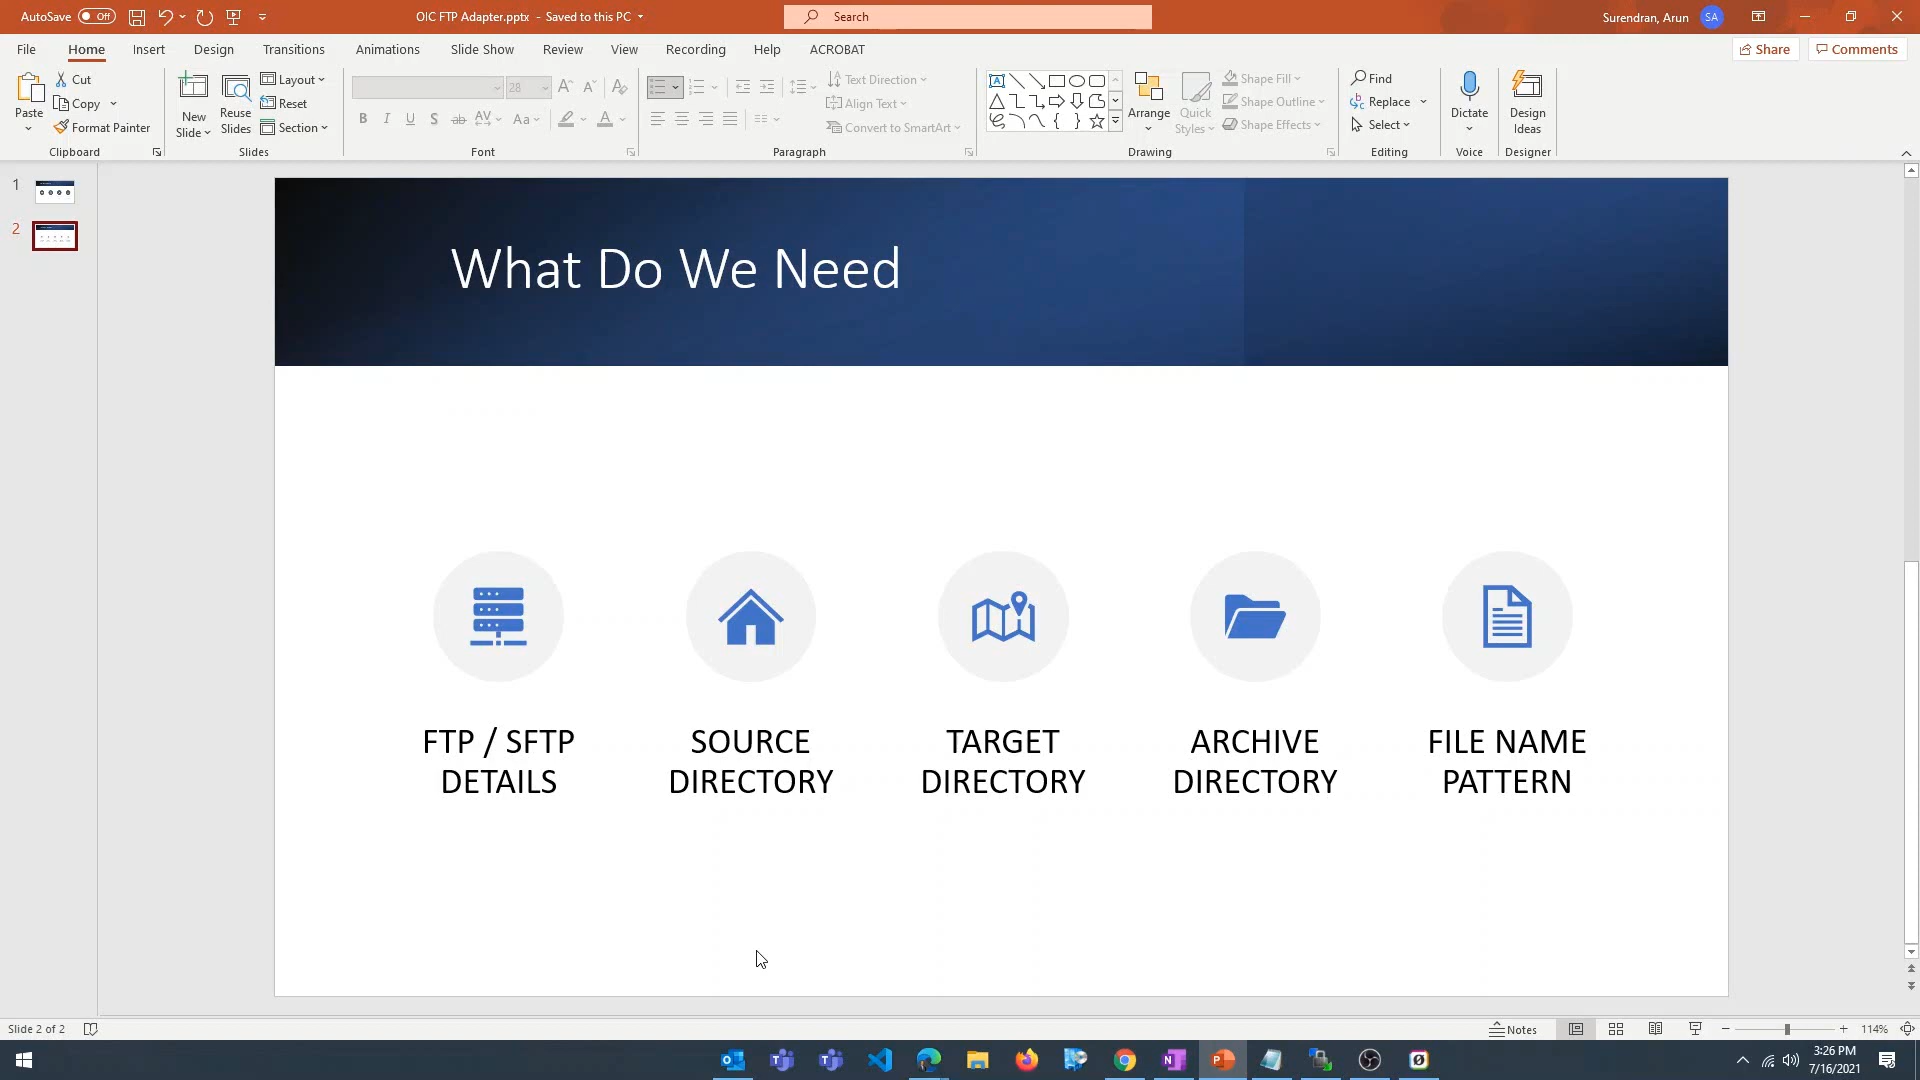 AutoSave Off
OIC FTP Adapter.pptx - Saved to this PC
Search
Surendran, Arun SA
File Home Insert Design Transitions Animations Slide Show Review View Recording Help ACROBAT
Share Comments
Paste
Cut
Copy
Format Painter
Clipboard
New Slide
Reuse Slides
Layout
Reset
Section
Slides
28
B I U S ab AV Aa A
Font
Text Direction
Align Text
Convert to SmartArt
Paragraph
Arrange
Quick Styles
Shape Fill
Shape Outline
Shape Effects
Drawing
Find
Replace
Select
Editing
Dictate
Voice
Design Ideas
Designer
1
2
What Do We Need
FTP / SFTP
DETAILS
SOURCE
DIRECTORY
TARGET
DIRECTORY
ARCHIVE
DIRECTORY
FILE NAME
PATTERN
Slide 2 of 2
Notes
114%
3:26 PM
7/16/2021